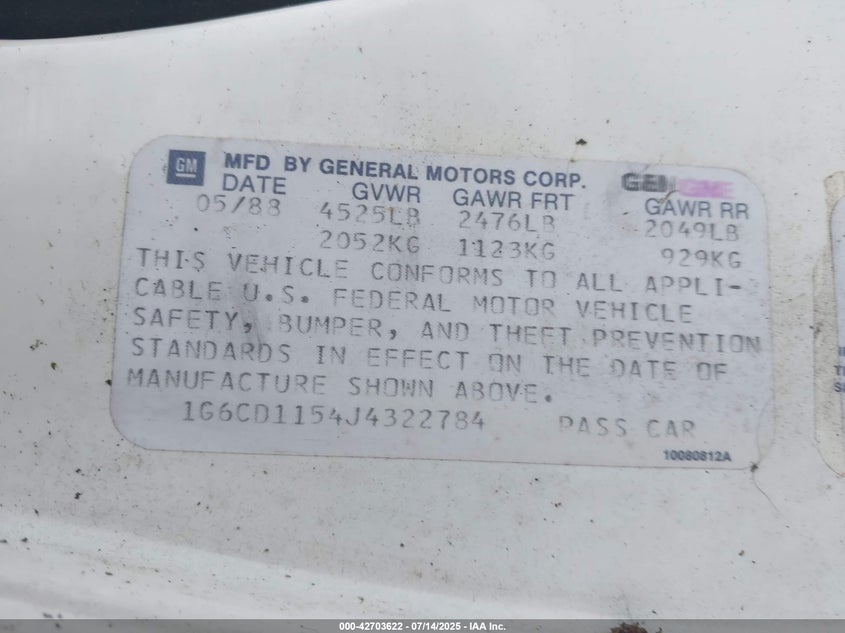 GM MFD BY GENERAL MOTORS CORP. GEN GME
DATE GVWR GAWR FRT GAWR RR
05/88 4525LB 2476LB 2049LB
2052KG 1123KG 929KG
THIS VEHICLE CONFORMS TO ALL APPLI-
CABLE U.S. FEDERAL MOTOR VEHICLE
SAFETY, BUMPER, AND THEFT PREVENTION
STANDARDS IN EFFECT ON THE DATE OF
MANUFACTURE SHOWN ABOVE.
1G6CD1154J4322784 PASS CAR
10080812A
000-42703622 - 07/14/2025 - IAA Inc.